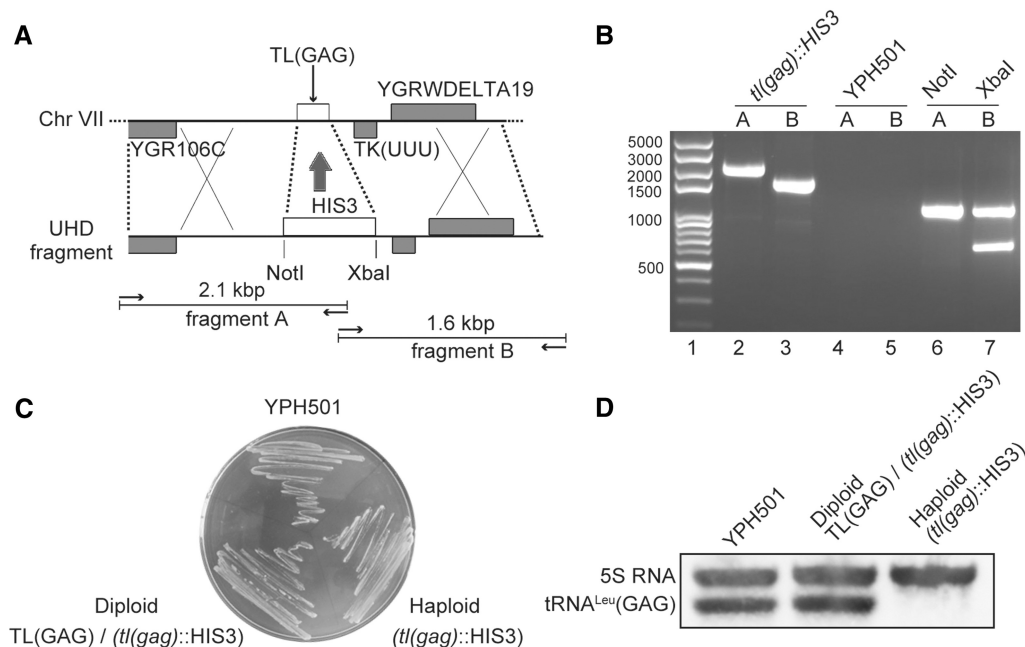 A
TL(GAG)
YGRWDELTA19
Chr VII
YGR106C
TK(UUU)
HIS3
UHD
fragment
NotI
XbaI
2.1 kbp
fragment A
1.6 kbp
fragment B
B
tl(gag)::HIS3
YPH501
NotI
XbaI
A
B
A
B
A
B
5000
3000
2000
1500
1000
500
1
2
3
4
5
6
7
C
YPH501
Diploid
TL(GAG) / (tl(gag)::HIS3)
Haploid
(tl(gag)::HIS3)
D
YPH501
Diploid
TL(GAG) / (tl(gag)::HIS3)
Haploid
(tl(gag)::HIS3)
5S RNA
tRNALeu(GAG)